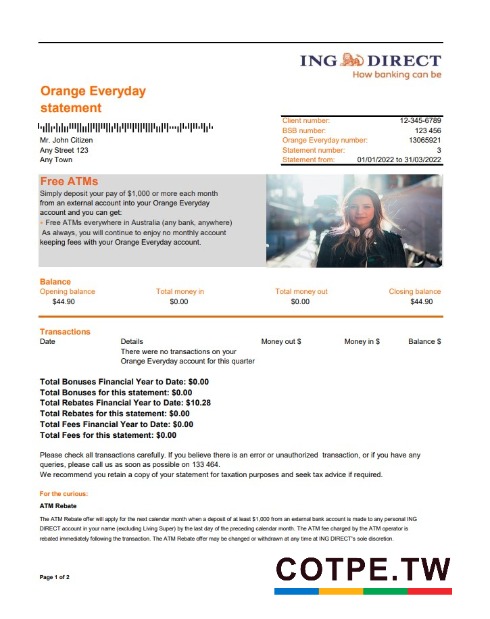 ING DIRECT
How banking can be
Orange Everyday
statement
Mr. John Citizen
Any Street 123
Any Town
Client number: 12-345-6789
BSB number: 123 456
Orange Everyday number: 13065921
Statement number: 3
Statement from: 01/01/2022 to 31/03/2022
Free ATMs
Simply deposit your pay of $1,000 or more each month
from an external account into your Orange Everyday
account and you can get:
- Free ATMs everywhere in Australia (any bank, anywhere)
As always, you will continue to enjoy no monthly account
keeping fees with your Orange Everyday account.
Balance
Opening balance Total money in Total money out Closing balance
$44.90 $0.00 $0.00 $44.90
Transactions
Date Details Money out $ Money in $ Balance $
There were no transactions on your
Orange Everyday account for this quarter
Total Bonuses Financial Year to Date: $0.00
Total Bonuses for this statement: $0.00
Total Rebates Financial Year to Date: $10.28
Total Rebates for this statement: $0.00
Total Fees Financial Year to Date: $0.00
Total Fees for this statement: $0.00
Please check all transactions carefully. If you believe there is an error or unauthorized transaction, or if you have any
queries, please call us as soon as possible on 133 464.
We recommend you retain a copy of your statement for taxation purposes and seek tax advice if required.
For the curious:
ATM Rebate
The ATM Rebate offer will apply for the next calendar month when a deposit of at least $1,000 from an external bank account is made to any personal ING
DIRECT account in your name (excluding Living Super) by the last day of the preceding calendar month. The ATM fee charged by the ATM operator is
rebated immediately following the transaction. The ATM Rebate offer may be changed or withdrawn at any time at ING DIRECT's sole discretion.
Page 1 of 2
COTPE.TW